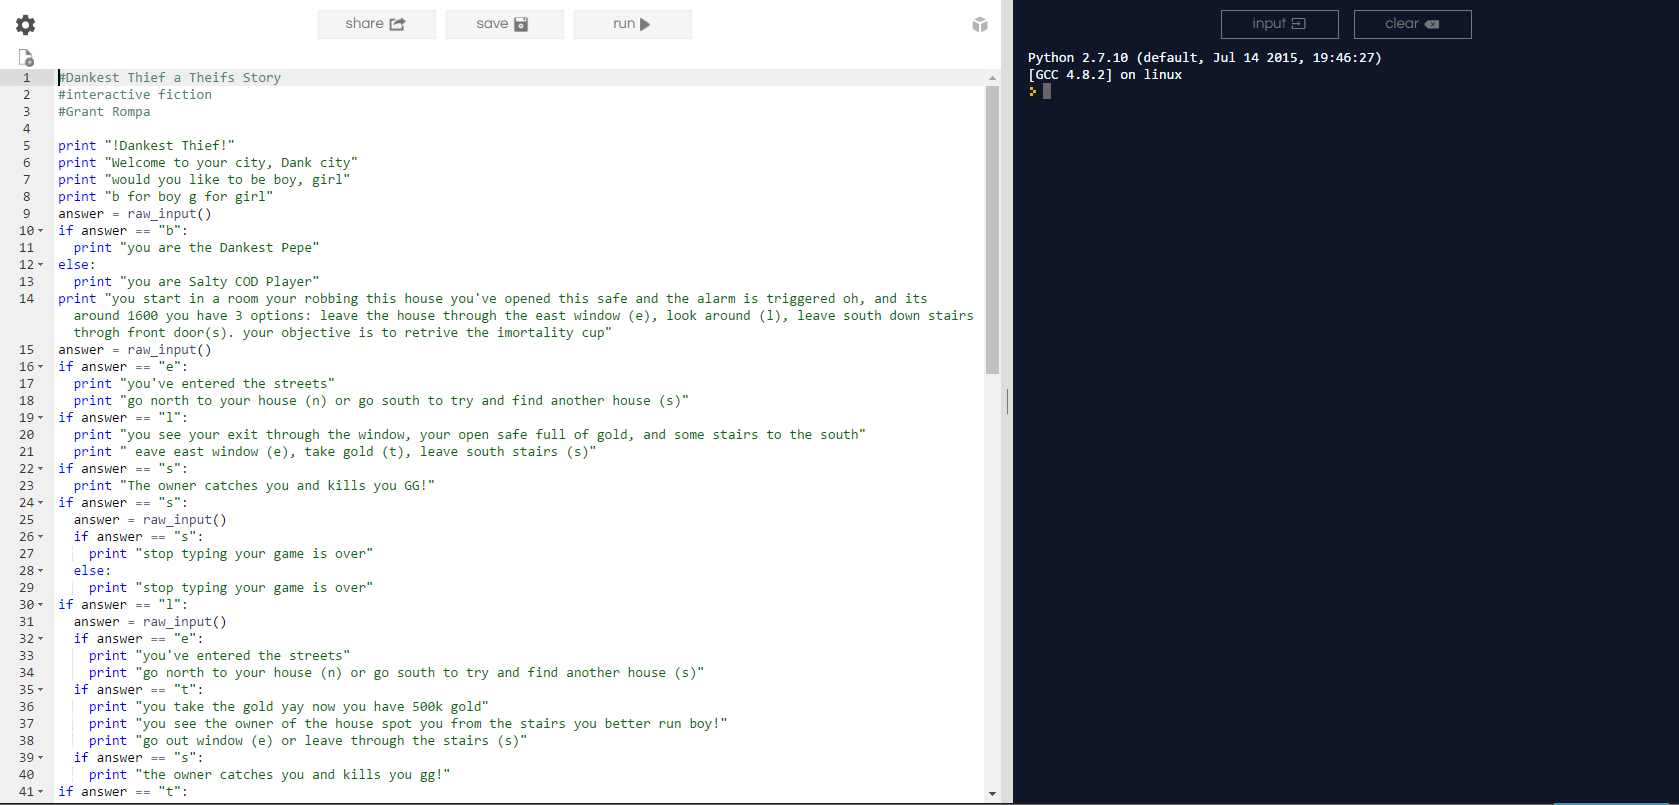 share save run input clear
1 #Dankest Thief a Theifs Story
2 #interactive fiction
3 #Grant Rompa
4
5 print "!Dankest Thief!"
6 print "Welcome to your city, Dank city"
7 print "would you like to be boy, girl"
8 print "b for boy g for girl"
9 answer = raw_input()
10 if answer == "b":
11 print "you are the Dankest Pepe"
12 else:
13 print "you are Salty COD Player"
14 print "you start in a room your robbing this house you've opened this safe and the alarm is triggered oh, and its
around 1600 you have 3 options: leave the house through the east window (e), look around (l), leave south down stairs
throgh front door(s). your objective is to retrive the imortality cup"
15 answer = raw_input()
16 if answer == "e":
17 print "you've entered the streets"
18 print "go north to your house (n) or go south to try and find another house (s)"
19 if answer == "l":
20 print "you see your exit through the window, your open safe full of gold, and some stairs to the south"
21 print " eave east window (e), take gold (t), leave south stairs (s)"
22 if answer == "s":
23 print "The owner catches you and kills you GG!"
24 if answer == "s":
25 answer = raw_input()
26 if answer == "s":
27 print "stop typing your game is over"
28 else:
29 print "stop typing your game is over"
30 if answer == "l":
31 answer = raw_input()
32 if answer == "e":
33 print "you've entered the streets"
34 print "go north to your house (n) or go south to try and find another house (s)"
35 if answer == "t":
36 print "you take the gold yay now you have 500k gold"
37 print "you see the owner of the house spot you from the stairs you better run boy!"
38 print "go out window (e) or leave through the stairs (s)"
39 if answer == "s":
40 print "the owner catches you and kills you gg!"
41 if answer == "t":
Python 2.7.10 (default, Jul 14 2015, 19:46:27)
[GCC 4.8.2] on linux